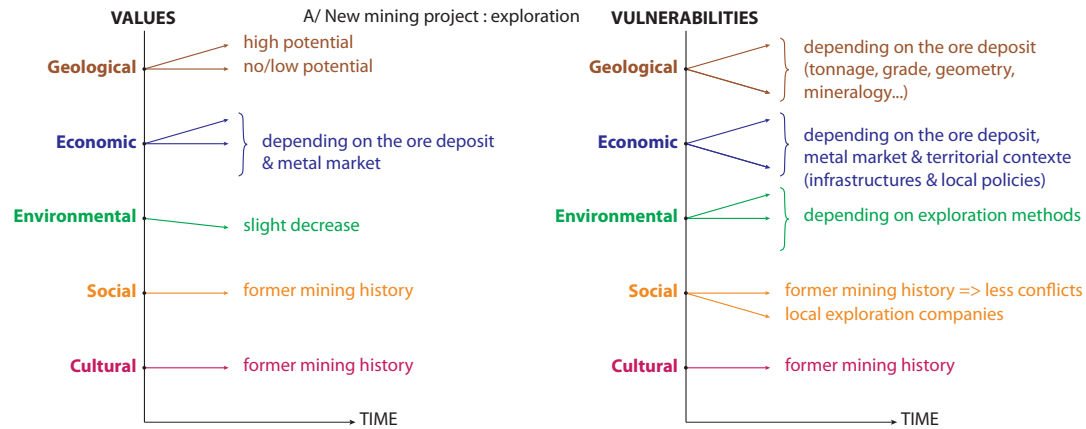 A/ New mining project : exploration
VALUES
Geological
high potential
no/low potential
Economic
depending on the ore deposit
& metal market
Environmental
slight decrease
Social
former mining history
Cultural
former mining history
TIME
VULNERABILITIES
Geological
depending on the ore deposit
(tonnage, grade, geometry,
mineralogy...)
Economic
depending on the ore deposit,
metal market & territorial contexte
(infrastructures & local policies)
Environmental
depending on exploration methods
Social
former mining history => less conflicts
local exploration companies
Cultural
former mining history
TIME